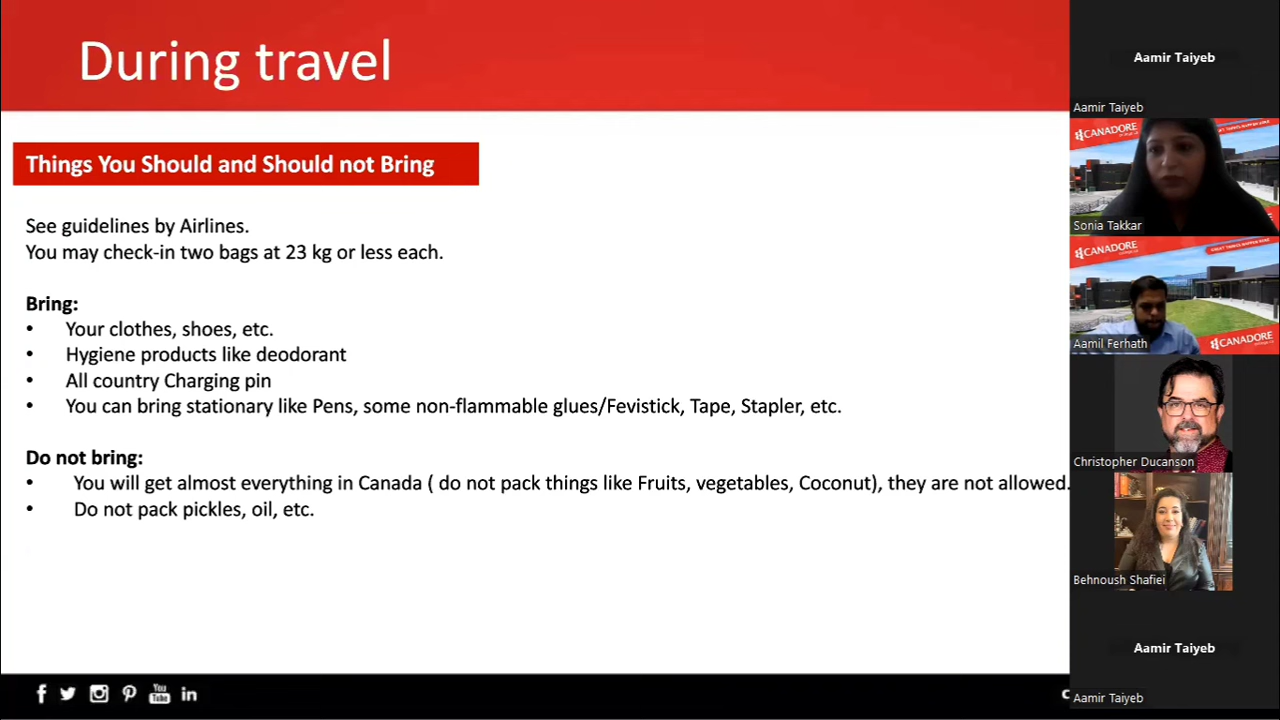 During travel
Things You Should and Should not Bring
See guidelines by Airlines.
You may check-in two bags at 23 kg or less each.
Bring:
• Your clothes, shoes, etc.
• Hygiene products like deodorant
• All country Charging pin
• You can bring stationary like Pens, some non-flammable glues/Fevistick, Tape, Stapler, etc.
Do not bring:
• You will get almost everything in Canada ( do not pack things like Fruits, vegetables, Coconut), they are not allowed.
• Do not pack pickles, oil, etc.
You Tube
Aamir Taiyeb
Aamir Taiyeb
CANADORE
Sonia Takkar
CANADORE
CANADORE
Aamil Ferhath
Christopher Ducanson
Behnoush Shafiei
Aamir Taiyeb
Aamir Taiyeb